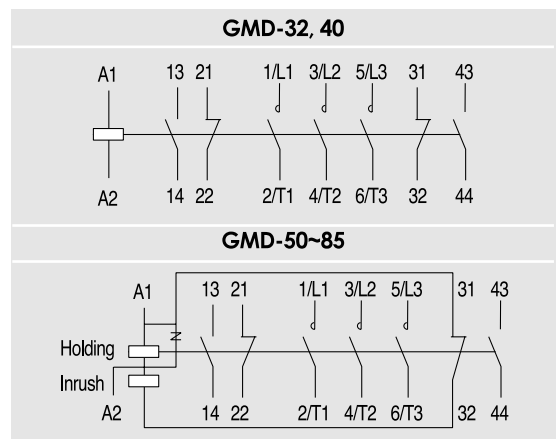 GMD-32, 40
A1 13 21 1/L1 3/L2 5/L3 31 43
A2 14 22 2/T1 4/T2 6/T3 32 44
GMD-50~85
A1 13 21 1/L1 3/L2 5/L3 31 43
Holding
Inrush
A2 14 22 2/T1 4/T2 6/T3 32 44